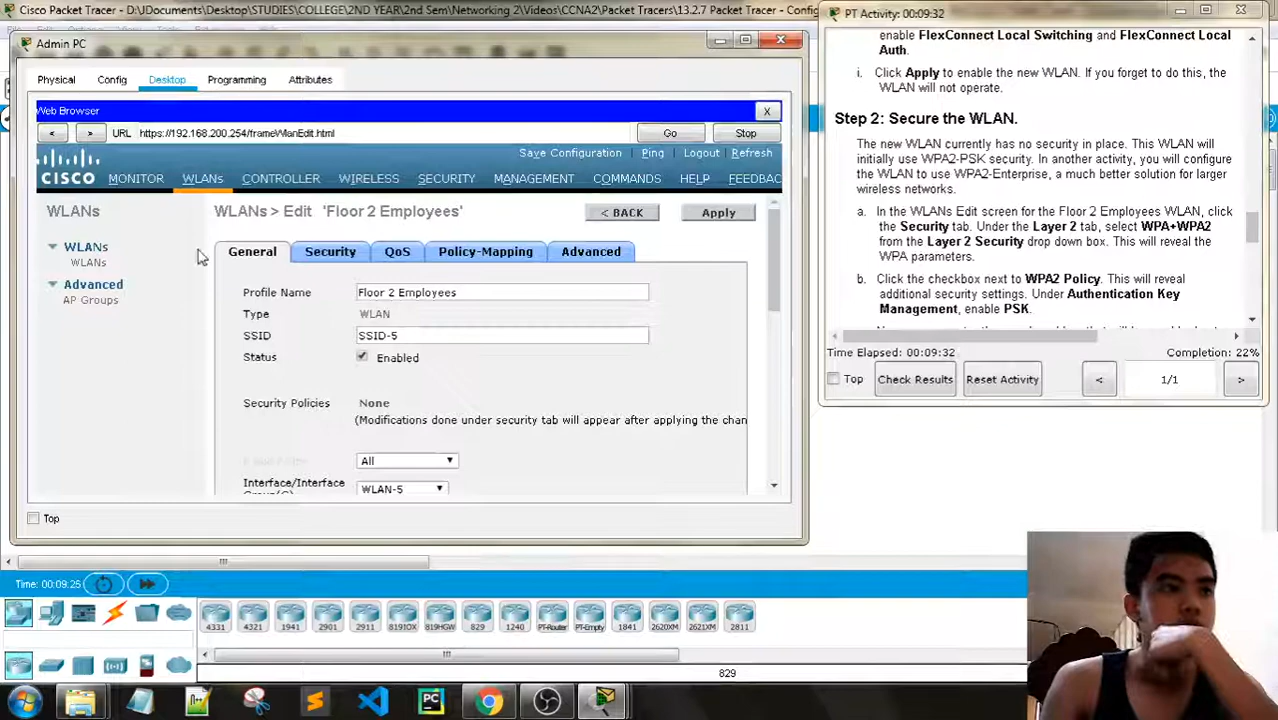 Cisco Packet Tracer - D:\JDocuments\Desktop\STUDIES\COLLEGE\2ND YEAR\2nd Sem\Networking 2\Videos\CCNA2\Packet Tracers\13.2.7 Packet Tracer - Config
PT Activity: 00:09:32
Admin PC
Physical
Config
Desktop
Programming
Attributes
Web Browser
X
<
>
URL
https://192.168.200.254/frameWlanEdit.html
Go
Stop
CISCO
Save Configuration
Ping
Logout
Refresh
MONITOR
WLANs
CONTROLLER
WIRELESS
SECURITY
MANAGEMENT
COMMANDS
HELP
FEEDBAC
WLANs
WLANs
WLANs
Advanced
AP Groups
WLANs > Edit 'Floor 2 Employees'
< BACK
Apply
General
Security
QoS
Policy-Mapping
Advanced
Profile Name
Floor 2 Employees
Type
WLAN
SSID
SSID-5
Status
Enabled
Security Policies
None
(Modifications done under security tab will appear after applying the chan
All
Interface/Interface
WLAN-5
Top
enable FlexConnect Local Switching and FlexConnect Local
Auth.
i. Click Apply to enable the new WLAN. If you forget to do this, the
WLAN will not operate.
Step 2: Secure the WLAN.
The new WLAN currently has no security in place. This WLAN will
initially use WPA2-PSK security. In another activity, you will configure
the WLAN to use WPA2-Enterprise, a much better solution for larger
wireless networks.
a. In the WLANs Edit screen for the Floor 2 Employees WLAN, click
the Security tab. Under the Layer 2 tab, select WPA+WPA2
from the Layer 2 Security drop down box. This will reveal the
WPA parameters.
b. Click the checkbox next to WPA2 Policy. This will reveal
additional security settings. Under Authentication Key
Management, enable PSK.
Time Elapsed: 00:09:32
Completion: 22%
Top
Check Results
Reset Activity
<
1/1
>
Time: 00:09:25
4331
4321
1941
2901
2911
819IOX
819HGW
829
1240
PT-Router
PT-Empty
1841
2620XM
2621XM
2811
829
PC